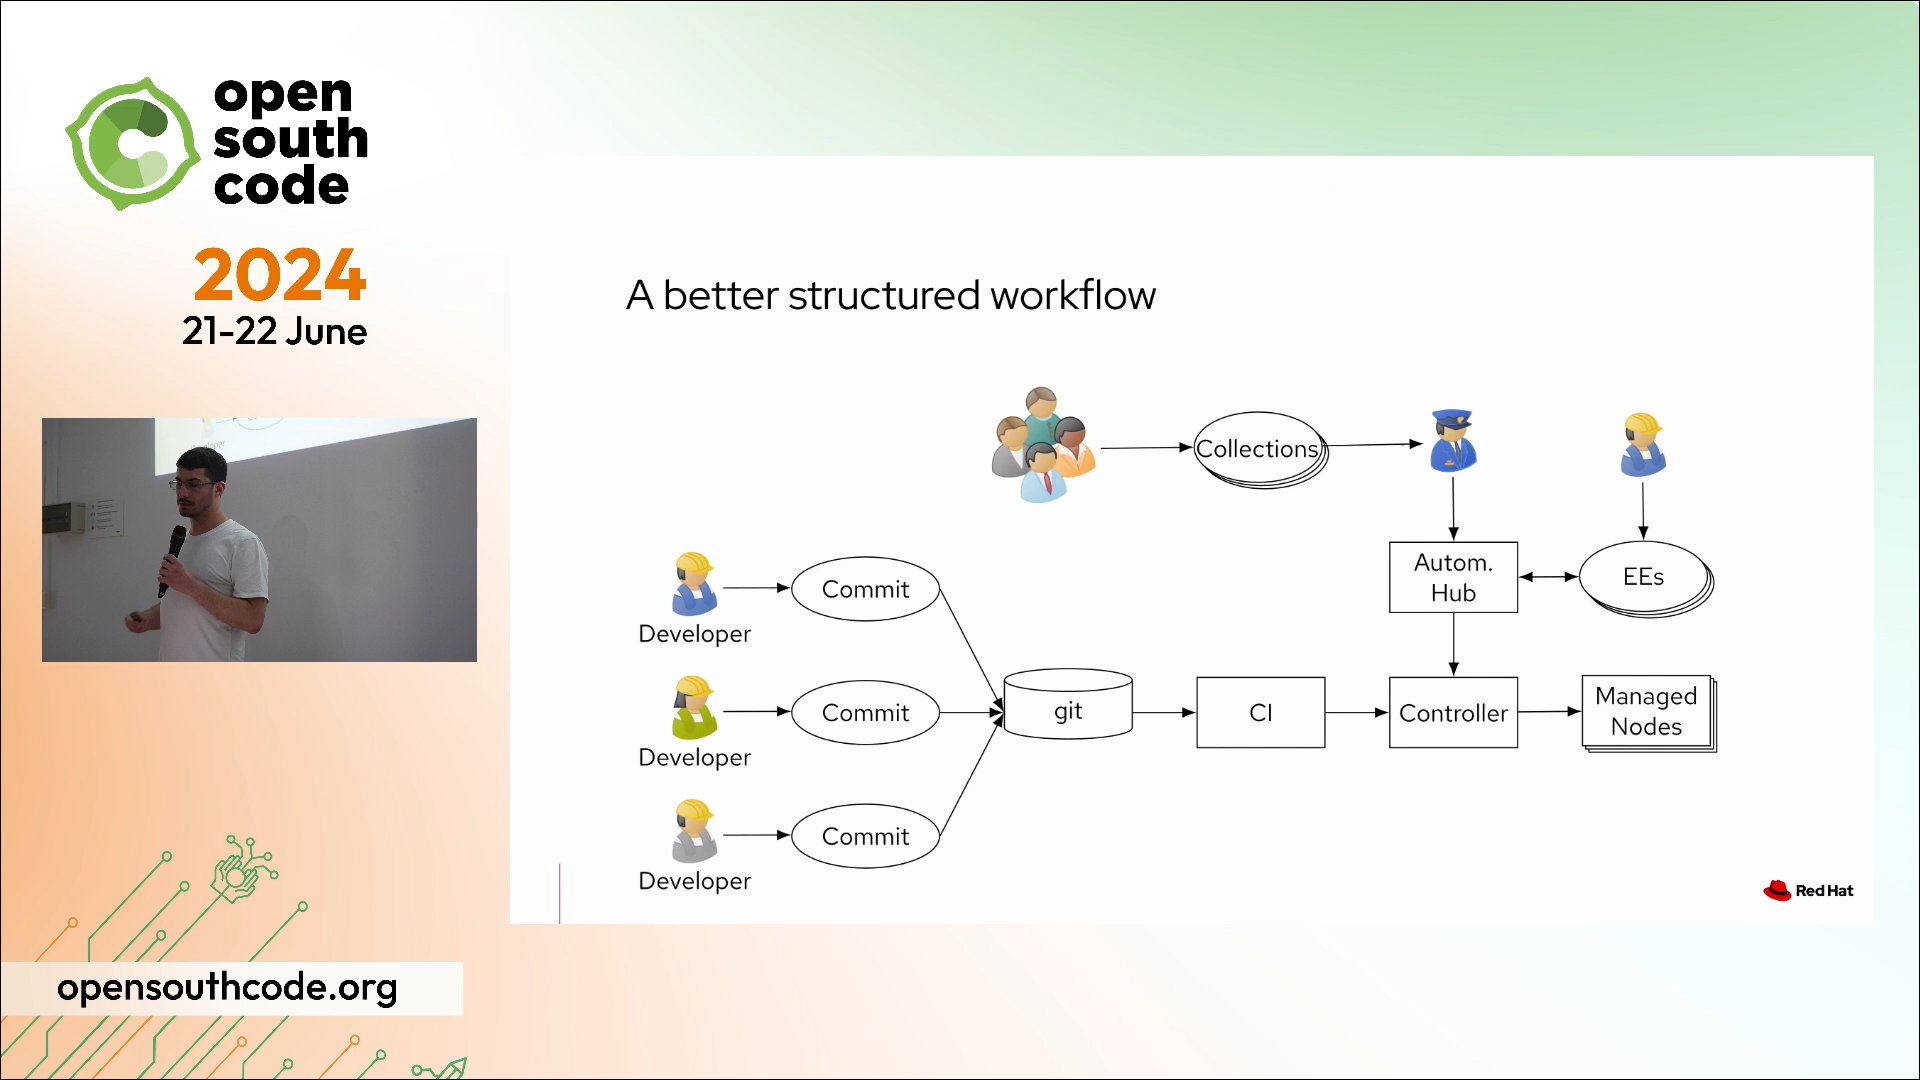 open
south
code
2024
21-22 June
opensouthcode.org
A better structured workflow
Collections
Autom.
Hub
EEs
Commit
Developer
Commit
Developer
Commit
Developer
git
CI
Controller
Managed
Nodes
Red Hat